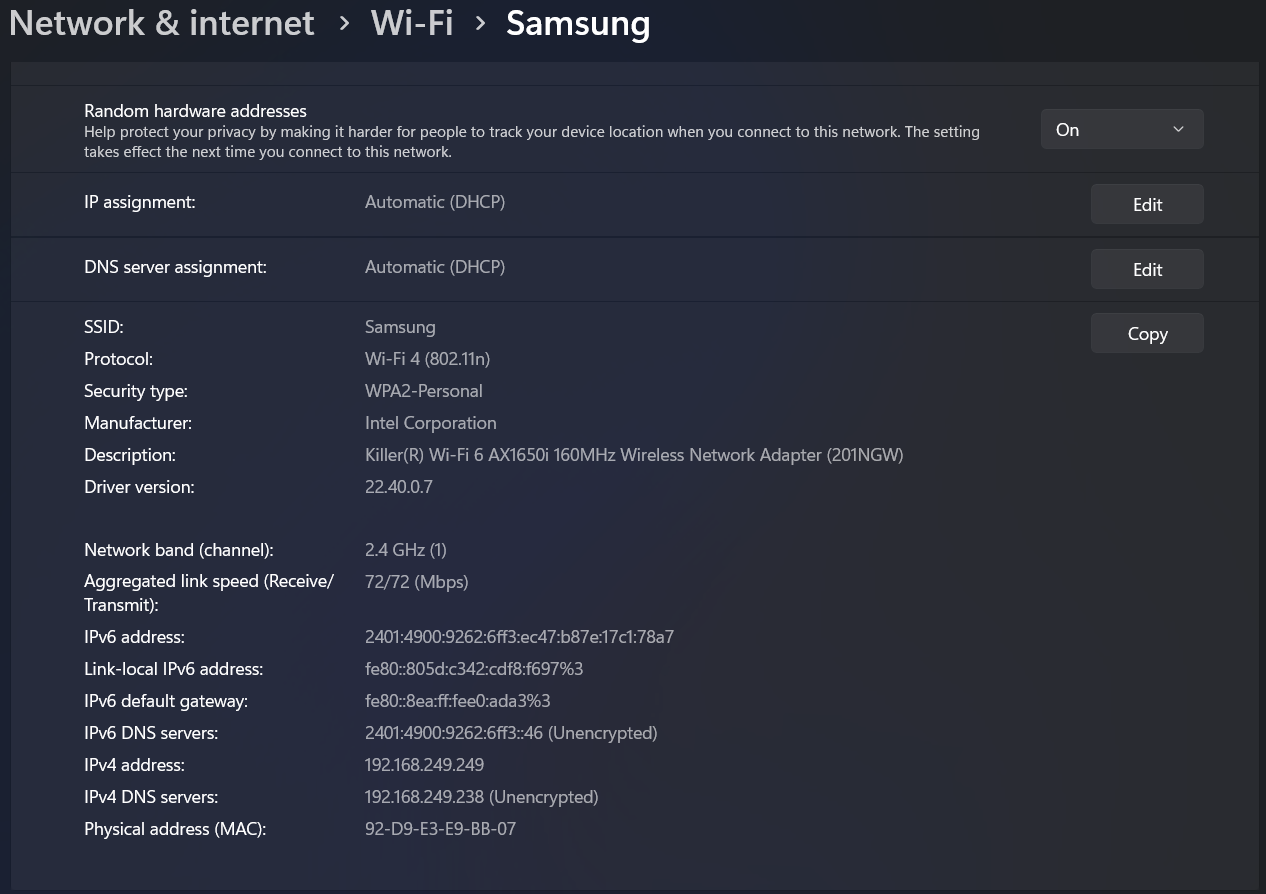 Network & internet › Wi-Fi › Samsung
Random hardware addresses
Help protect your privacy by making it harder for people to track your device location when you connect to this network. The setting
takes effect the next time you connect to this network.
On
IP assignment: Automatic (DHCP) Edit
DNS server assignment: Automatic (DHCP) Edit
SSID: Samsung Copy
Protocol: Wi-Fi 4 (802.11n)
Security type: WPA2-Personal
Manufacturer: Intel Corporation
Description: Killer(R) Wi-Fi 6 AX1650i 160MHz Wireless Network Adapter (201NGW)
Driver version: 22.40.0.7
Network band (channel): 2.4 GHz (1)
Aggregated link speed (Receive/ 72/72 (Mbps)
Transmit):
IPv6 address: 2401:4900:9262:6ff3:ec47:b87e:17c1:78a7
Link-local IPv6 address: fe80::805d:c342:cdf8:f697%3
IPv6 default gateway: fe80::8ea:ff:fee0:ada3%3
IPv6 DNS servers: 2401:4900:9262:6ff3::46 (Unencrypted)
IPv4 address: 192.168.249.249
IPv4 DNS servers: 192.168.249.238 (Unencrypted)
Physical address (MAC): 92-D9-E3-E9-BB-07